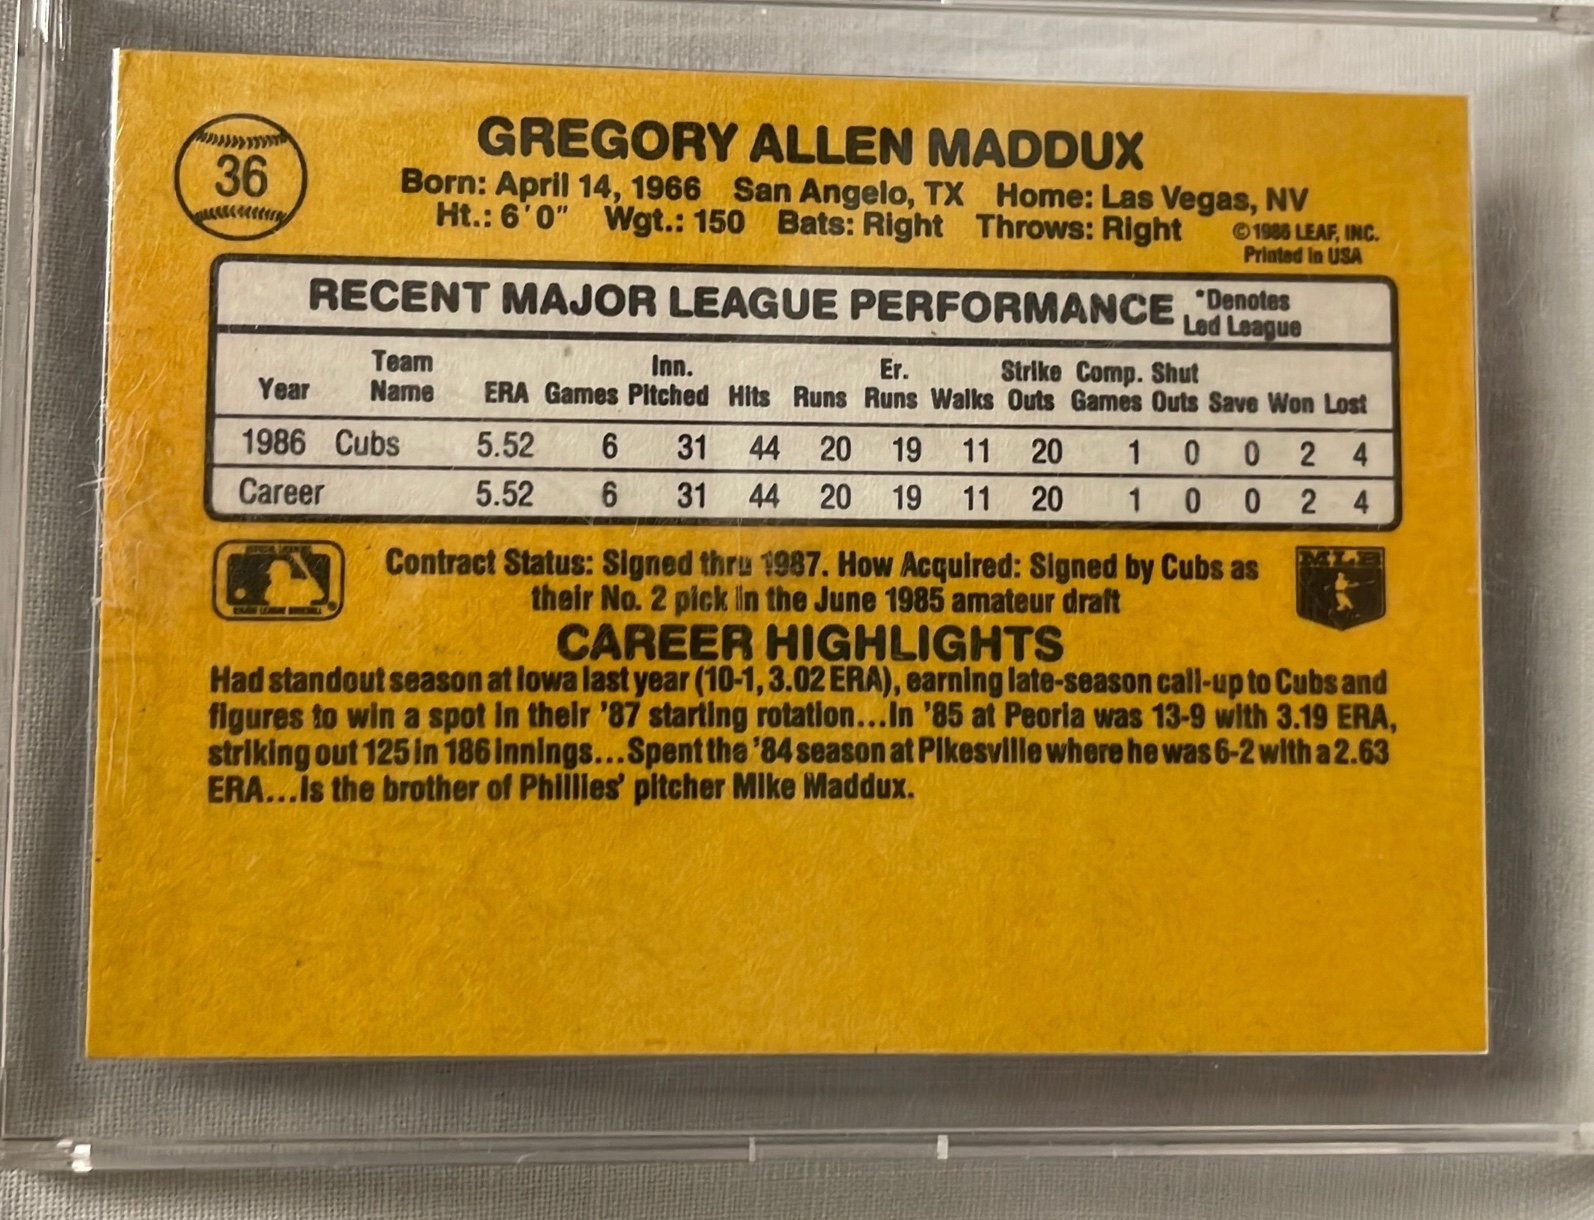 36
GREGORY ALLEN MADDUX
Born: April 14, 1966 San Angelo, TX Home: Las Vegas, NV
Ht.: 6'0" Wgt.: 150 Bats: Right Throws: Right
©1986 LEAF, INC.
Printed in USA
RECENT MAJOR LEAGUE PERFORMANCE *Denotes Led League
Year Team Name ERA Games Inn. Pitched Hits Runs Er. Runs Walks Strike Outs Comp. Games Shut Outs Save Won Lost
1986 Cubs 5.52 6 31 44 20 19 11 20 1 0 0 2 4
Career 5.52 6 31 44 20 19 11 20 1 0 0 2 4
Contract Status: Signed thru 1987. How Acquired: Signed by Cubs as
their No. 2 pick in the June 1985 amateur draft
MLB
CAREER HIGHLIGHTS
Had standout season at Iowa last year (10-1, 3.02 ERA), earning late-season call-up to Cubs and
figures to win a spot in their '87 starting rotation...In '85 at Peoria was 13-9 with 3.19 ERA,
striking out 125 in 186 innings...Spent the '84 season at Pikesville where he was 6-2 with a 2.63
ERA...Is the brother of Phillies' pitcher Mike Maddux.